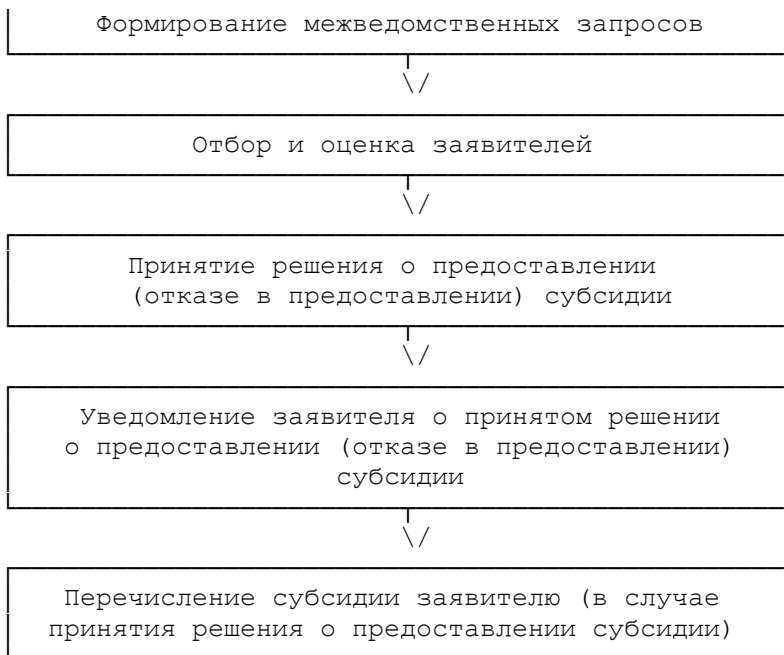 Формирование межведомственных запросов
\/
Отбор и оценка заявителей
\/
Принятие решения о предоставлении
(отказе в предоставлении) субсидии
\/
Уведомление заявителя о принятом решении
о предоставлении (отказе в предоставлении)
субсидии
\/
Перечисление субсидии заявителю (в случае
принятия решения о предоставлении субсидии)